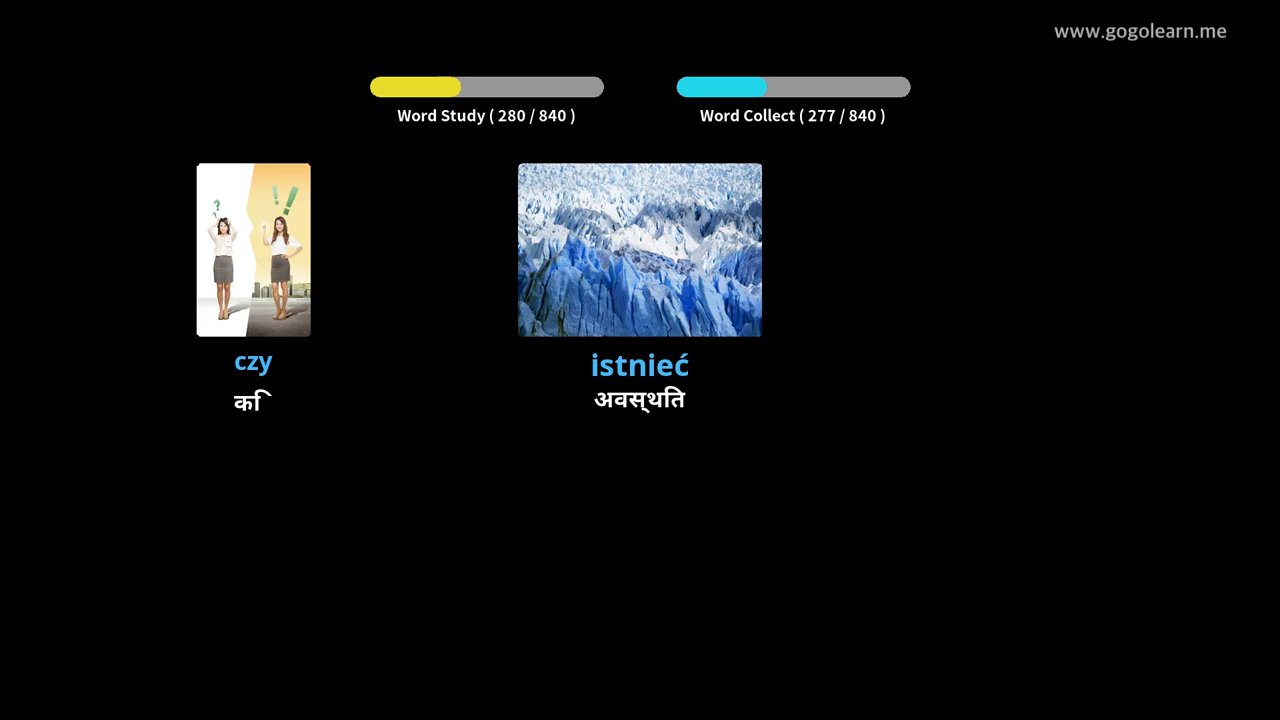 www.gogolearn.me
Word Study ( 280 / 840 )
Word Collect ( 277 / 840 )
czy
कि
istnieć
अवस्थति